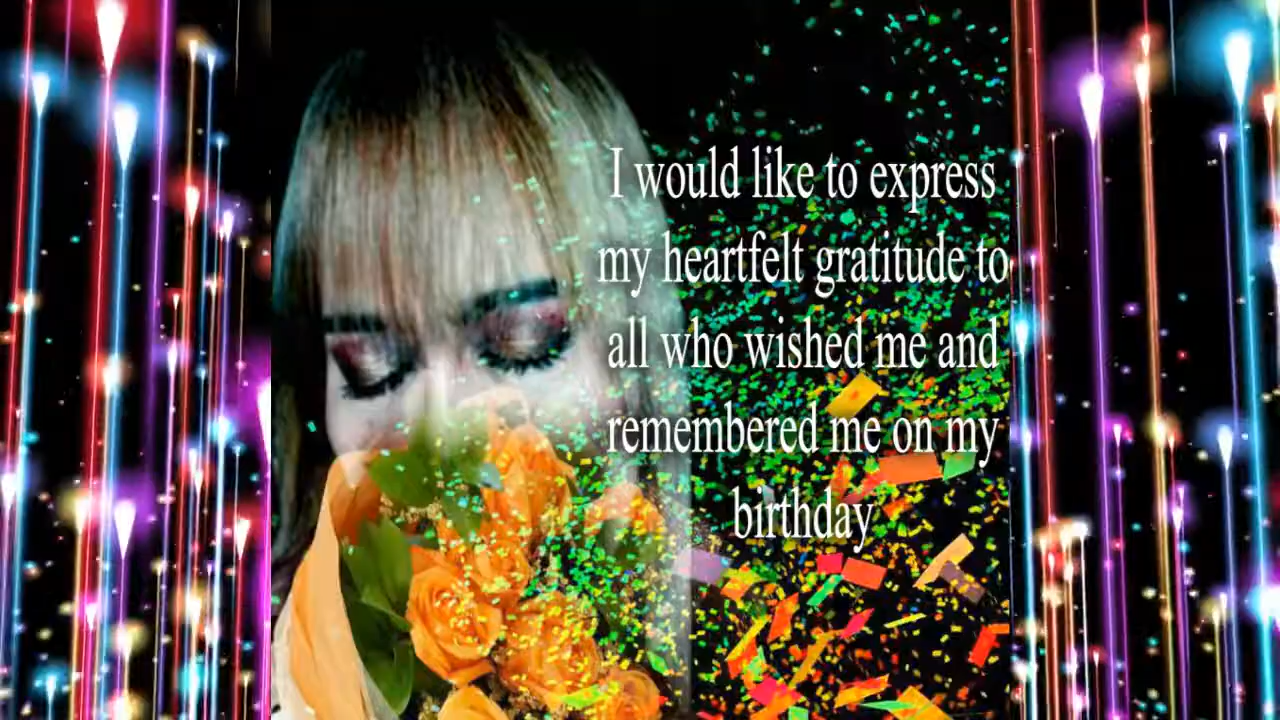 I would like to express
my heartfelt gratitude to
all who wished me and
remembered me on my
birthday